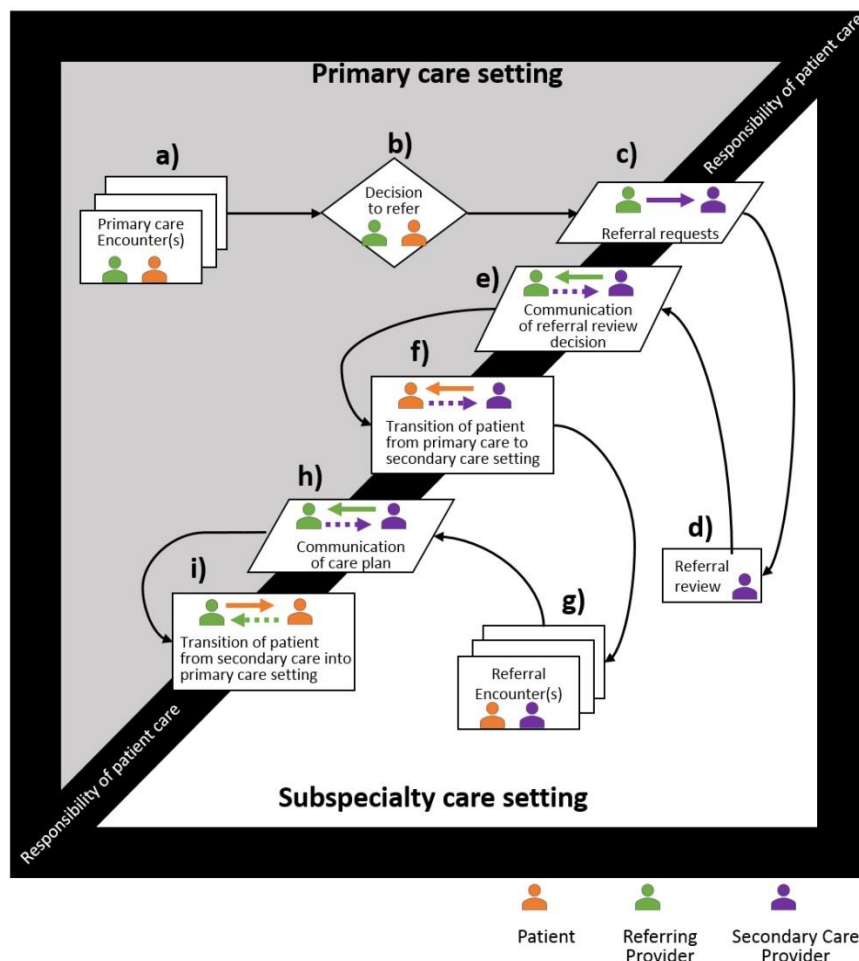 Primary care setting
Responsibility of patient care
a)
Primary care
Encounter(s)
b)
Decision
to refer
c)
Referral requests
e)
Communication
of referral review
decision
f)
Transition of patient
from primary care to
secondary care setting
h)
Communication
of care plan
d)
Referral
review
i)
Transition of patient
from secondary care into
primary care setting
g)
Referral
Encounter(s)
Subspecialty care setting
Responsibility of patient care
Patient
Referring
Provider
Secondary Care
Provider